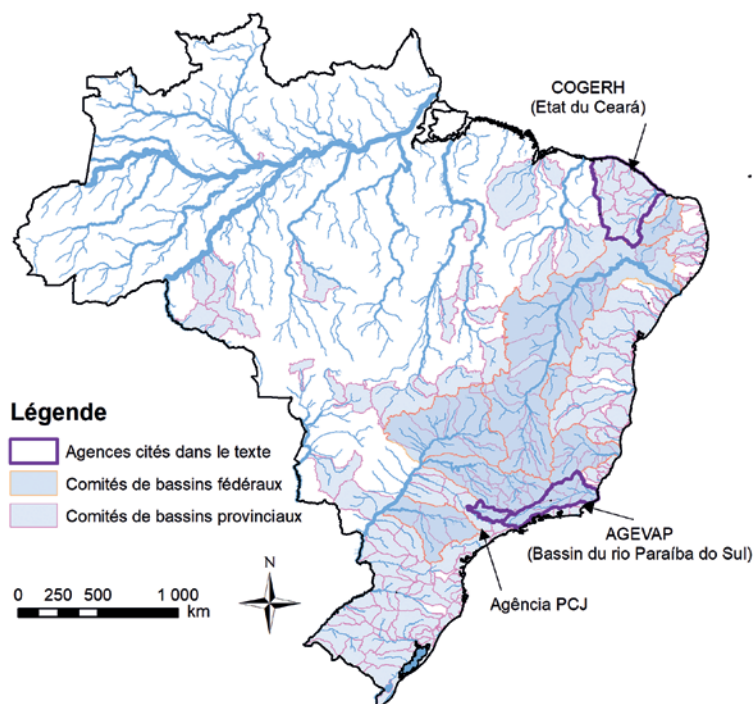 COGERH
(Etat du Ceará)
Légende
Agences cités dans le texte
Comités de bassins fédéraux
Comités de bassins provinciaux
AGEVAP
(Bassin du rio Paraíba do Sul)
Agência PCJ
N
0 250 500 1 000
km